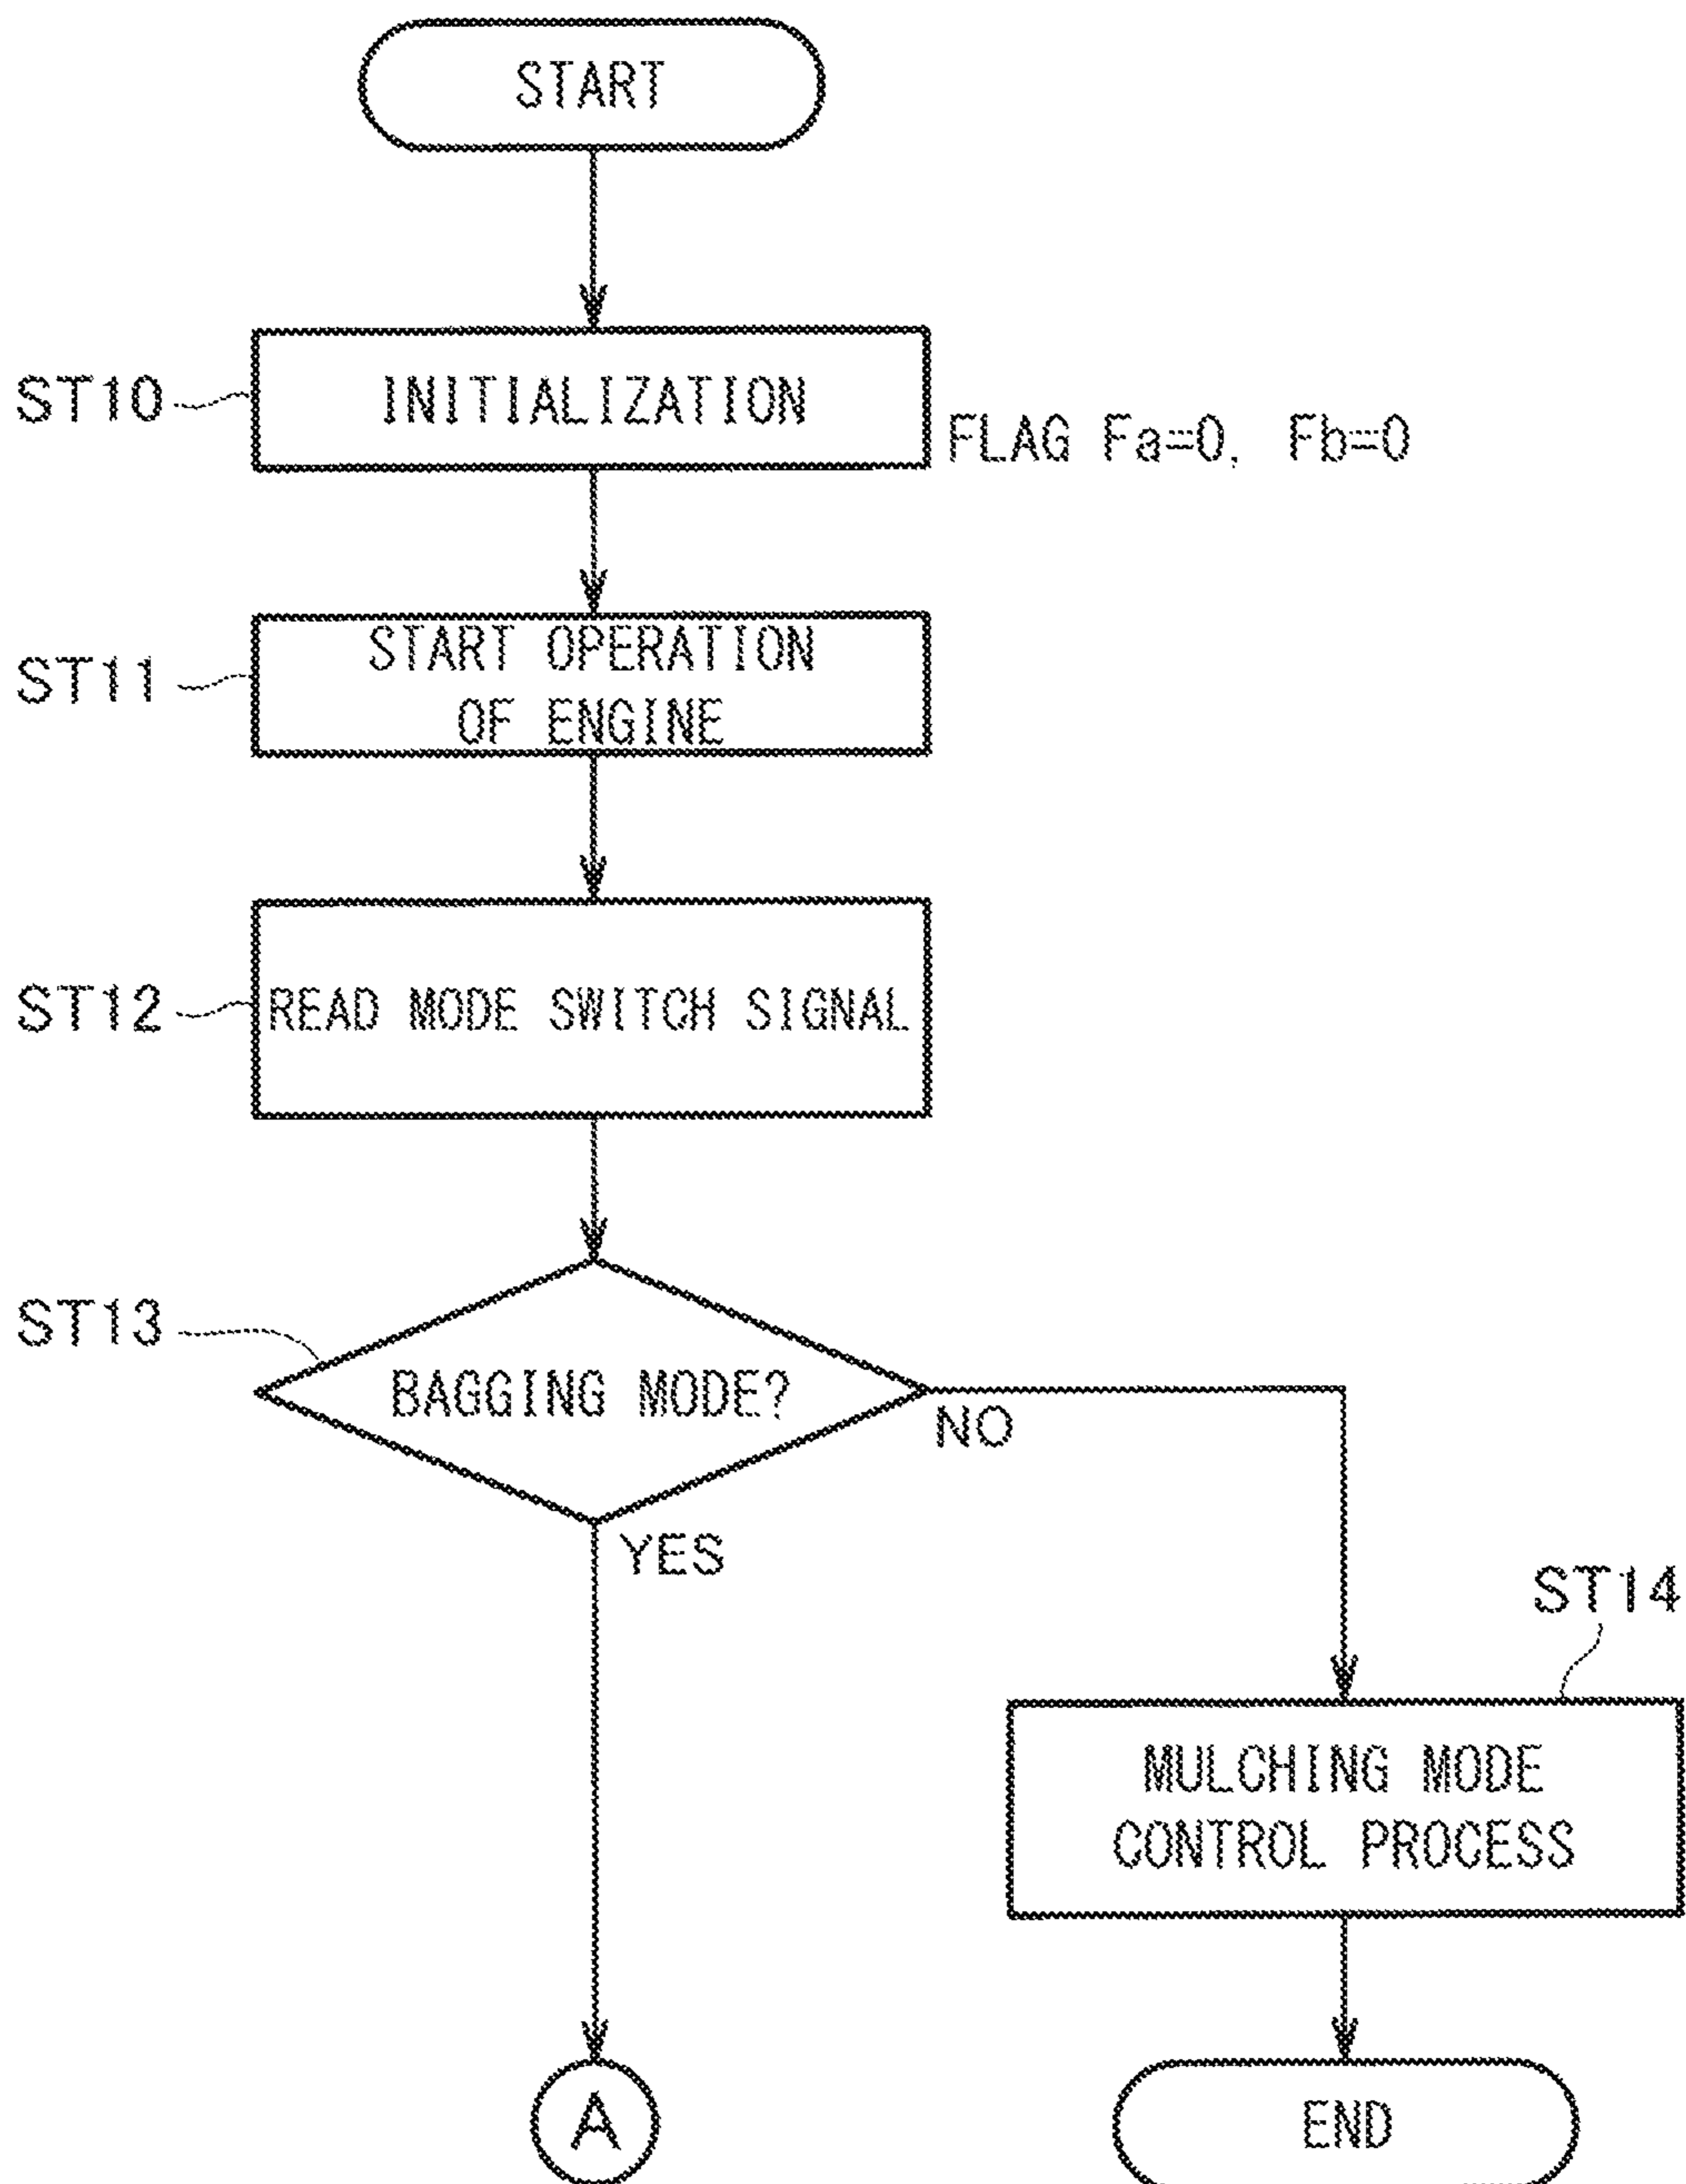 START
ST10
INITIALIZATION
FLAG Fa=0, Fb=0
ST11
START OPERATION
OF ENGINE
ST12
READ MODE SWITCH SIGNAL
ST13
BAGGING MODE?
NO
YES
ST14
MULCHING MODE
CONTROL PROCESS
A
END